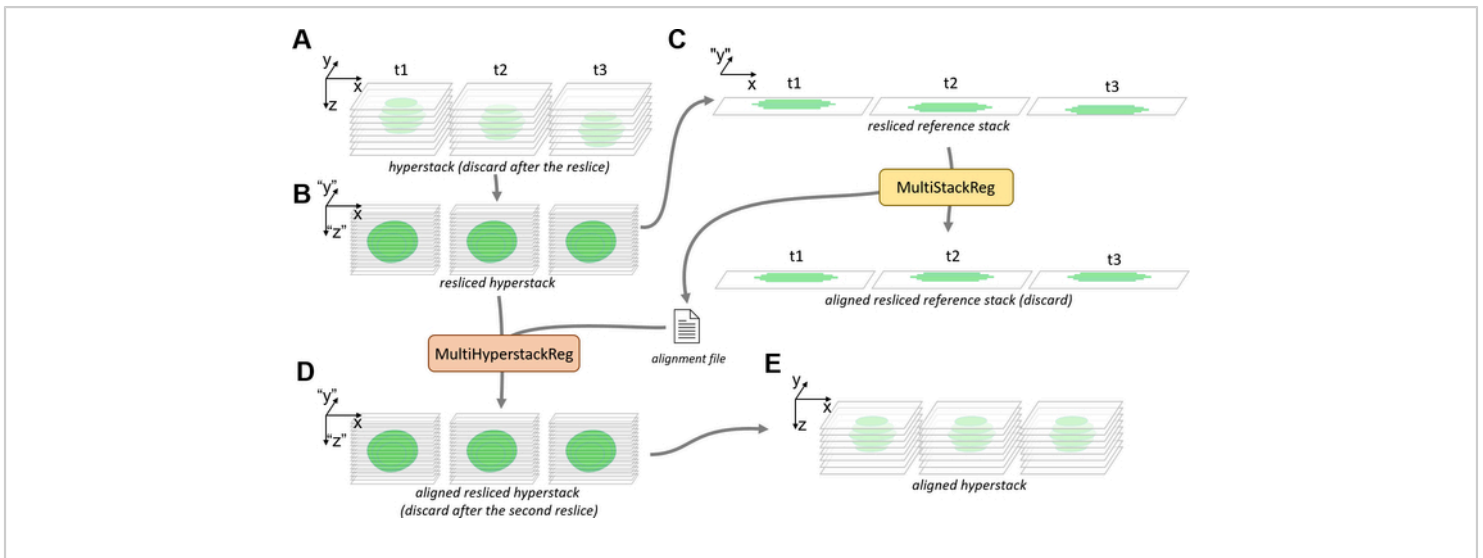 A
y
x
z
t1
t2
t3
hyperstack (discard after the reslice)
B
“y”
x
“z”
resliced hyperstack
C
"y"
x
t1
t2
t3
resliced reference stack
MultiStackReg
t1
t2
t3
aligned resliced reference stack (discard)
alignment file
MultiHyperstackReg
D
“y”
x
“z”
aligned resliced hyperstack
(discard after the second reslice)
E
y
x
z
aligned hyperstack